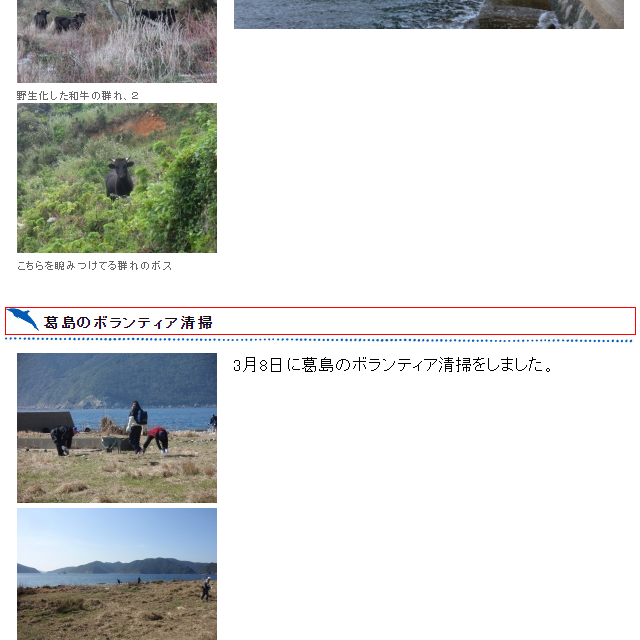 野生化した和牛の群れ、２
こちらを睨みつけてる群れのボス
葛島のボランティア清掃
3月8日に葛島のボランティア清掃をしました。